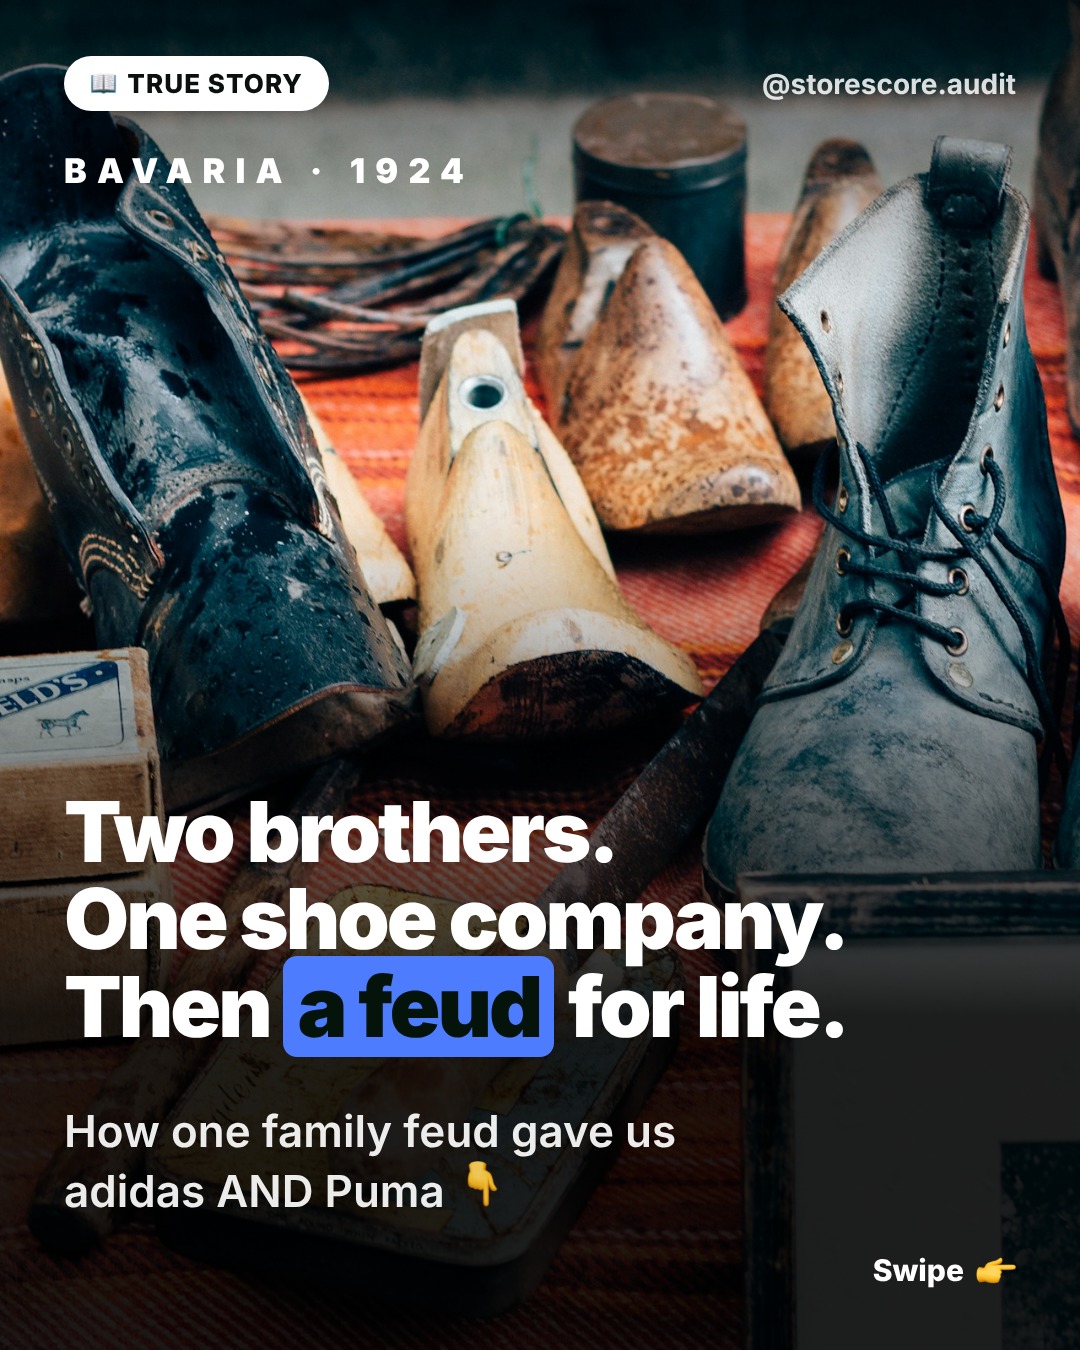 📖 TRUE STORY
@storescore.audit
BAVARIA · 1924
ELD'S
Two brothers.
One shoe company.
Then a feud for life.
How one family feud gave us
adidas AND Puma 👇
Swipe 👉